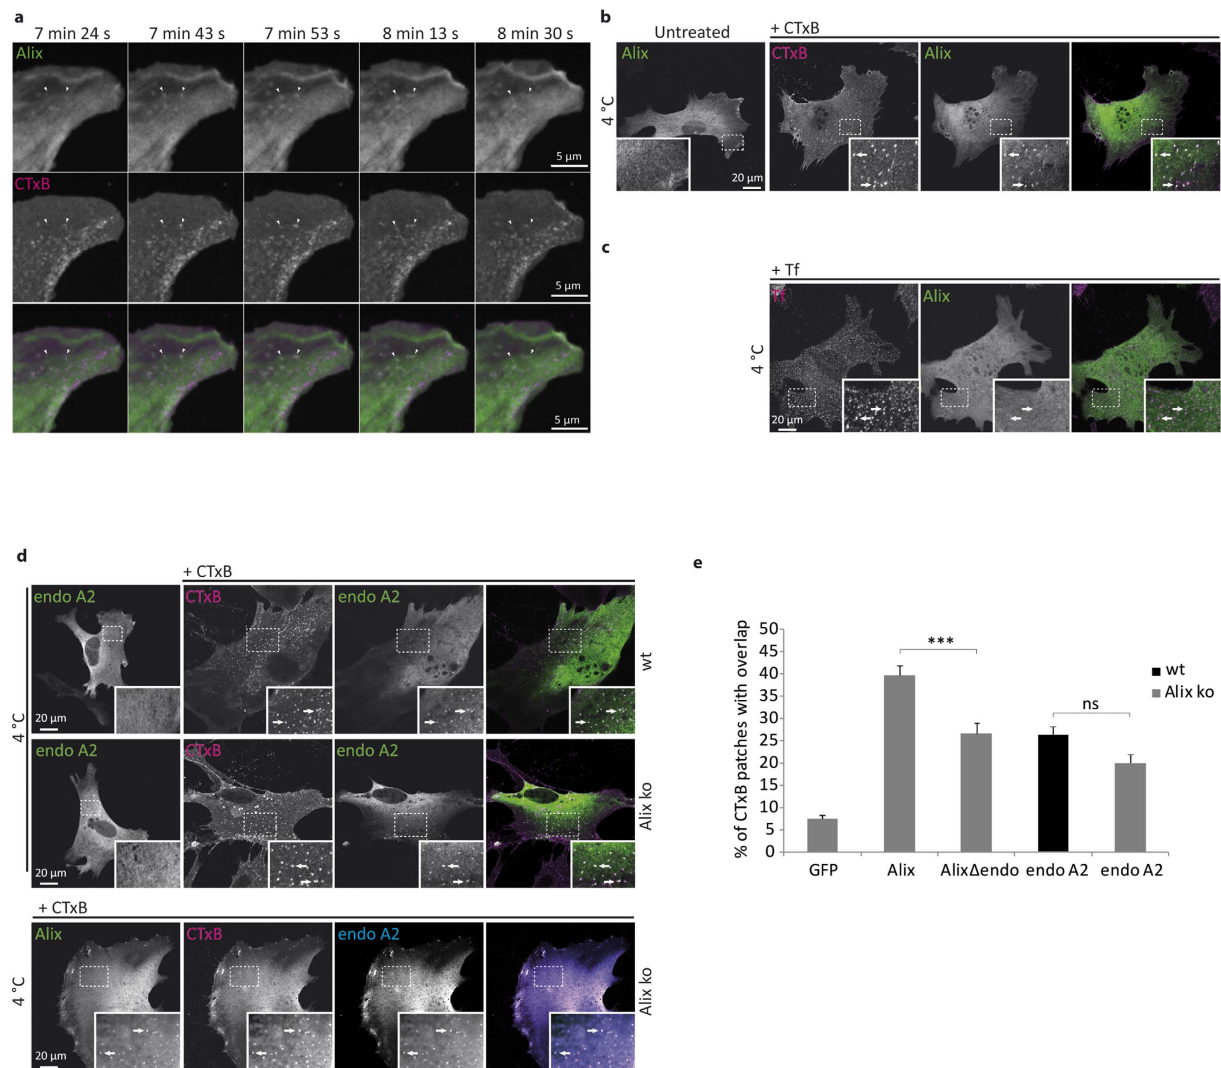 a
7 min 24 s 7 min 43 s 7 min 53 s 8 min 13 s 8 min 30 s
Alix
5 µm
CTxB
5 µm
5 µm
b
Untreated + CTxB
Alix CTxB Alix
4 °C
20 µm
c
+ Tf
Tf Alix
4 °C
20 µm
d
+ CTxB
endo A2 CTxB endo A2
wt
20 µm
4 °C
endo A2 CTxB endo A2
Alix ko
20 µm
+ CTxB
Alix CTxB endo A2
4 °C
Alix ko
20 µm
e
% of CTxB patches with overlap
50
45
40
35
30
25
20
15
10
5
0
***
ns
wt
Alix ko
GFP Alix AlixΔendo endo A2 endo A2